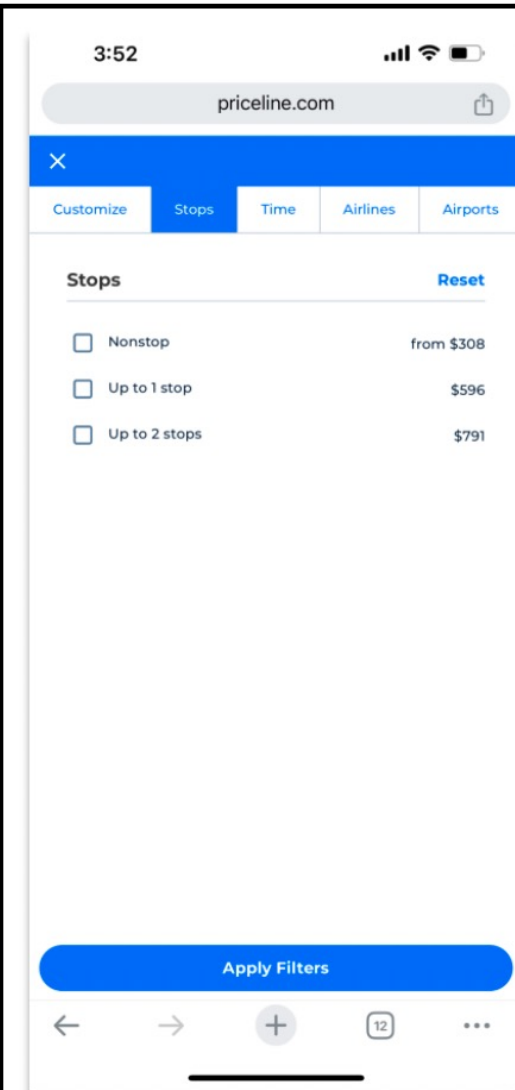 3:52
priceline.com
Customize Stops Time Airlines Airports
Stops Reset
Nonstop from $308
Up to 1 stop $596
Up to 2 stops $791
Apply Filters
12